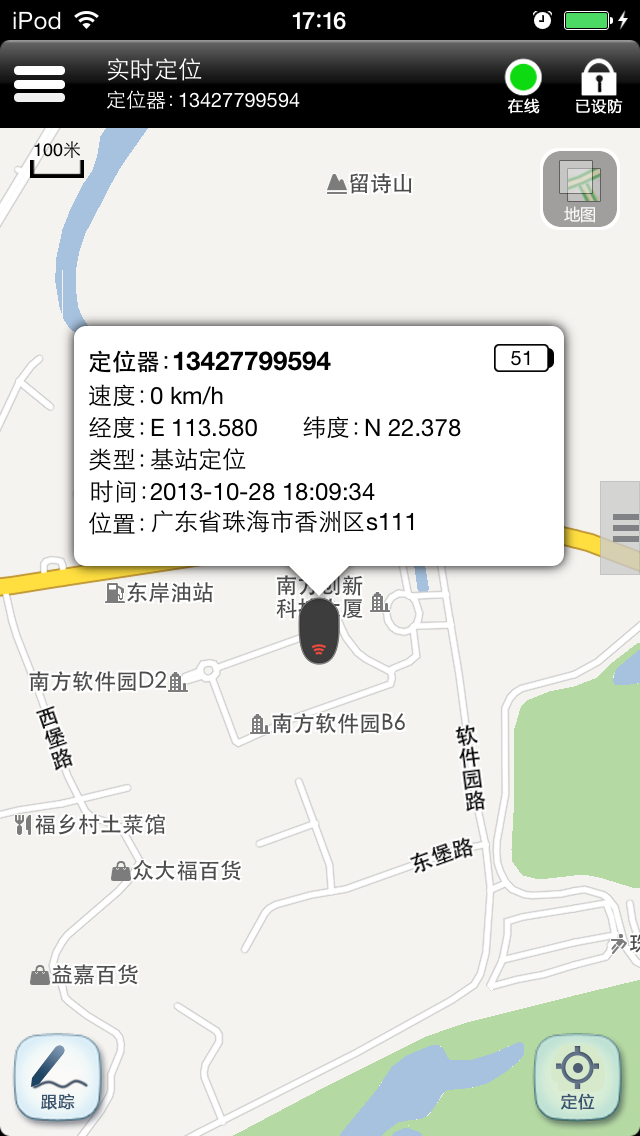 iPod 17:16
实时定位
定位器:13427799594
在线
已设防
100米
留诗山
地图
定位器:13427799594
51
速度:0 km/h
经度:E 113.580 纬度:N 22.378
类型:基站定位
时间:2013-10-28 18:09:34
位置:广东省珠海市香洲区s111
东岸油站
南方创新
科技大厦
南方软件园D2
南方软件园B6
西堡路
软件园路
福乡村土菜馆
东堡路
众大福百货
珠
益嘉百货
跟踪
定位